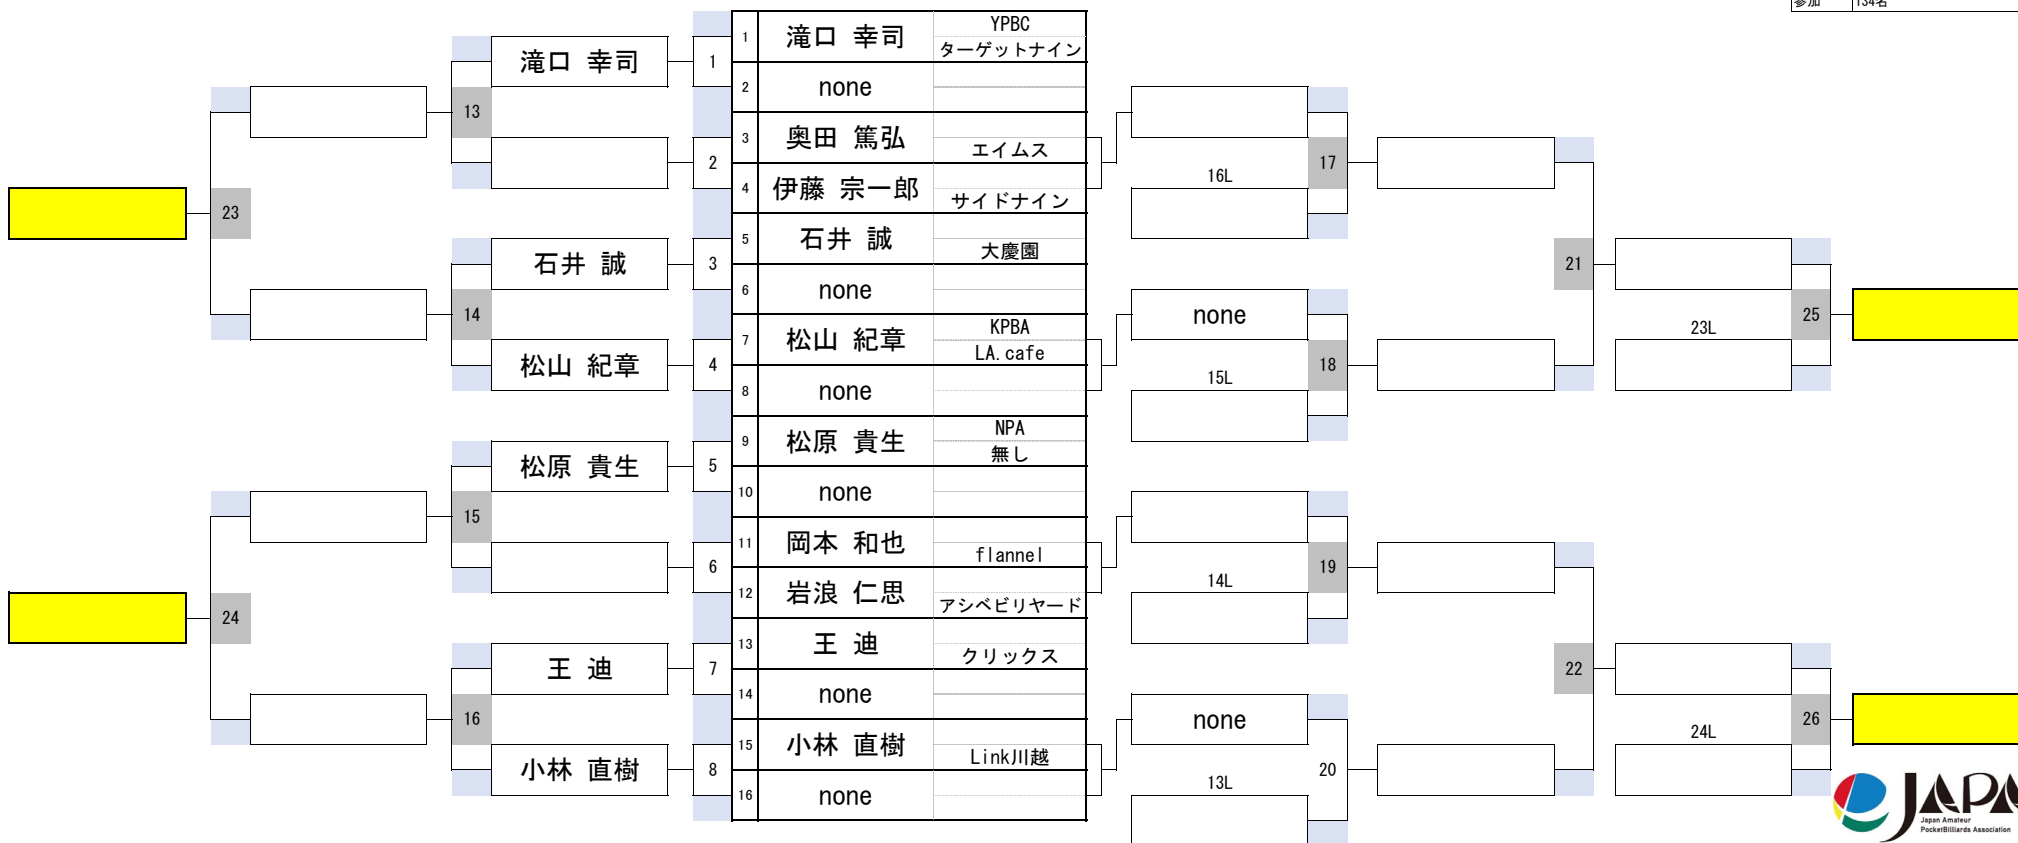 参加 134名
1 滝口 幸司 YPBC
ターゲットナイン
2 none
3 奥田 篤弘
エイムス
4 伊藤 宗一郎
サイドナイン
5 石井 誠
大慶園
6 none
7 松山 紀章 KPBA
LA.cafe
8 none
9 松原 貴生 NPA
無し
10 none
11 岡本 和也
flannel
12 岩浪 仁思
アシベビリヤード
13 王 迪
クリックス
14 none
15 小林 直樹
Link川越
16 none
滝口 幸司 1
13
2
23
石井 誠 3
14
松山 紀章 4
松原 貴生 5
15
6
24
王 迪 7
16
小林 直樹 8
17
16L
21
none
18
15L
23L
25
19
14L
22
none
20
13L
24L
26
JAPA
Japan Amateur
PocketBilliards Association